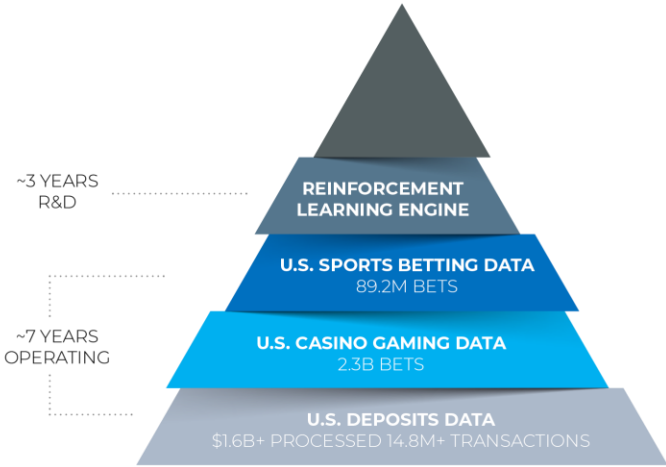 ~3 YEARS
R&D
REINFORCEMENT
LEARNING ENGINE
U.S. SPORTS BETTING DATA
89.2M BETS
~7 YEARS
OPERATING
U.S. CASINO GAMING DATA
2.3B BETS
U.S. DEPOSITS DATA
$1.6B+ PROCESSED 14.8M+ TRANSACTIONS